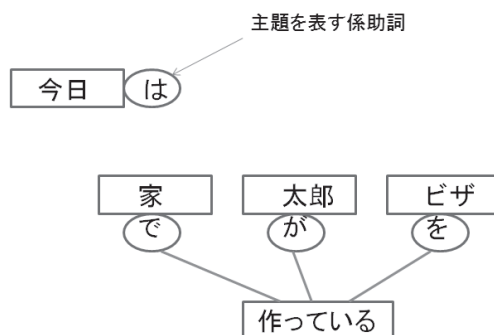 主題を表す係助詞
今日 は
家 太郎 ビザ
で が を
作っている